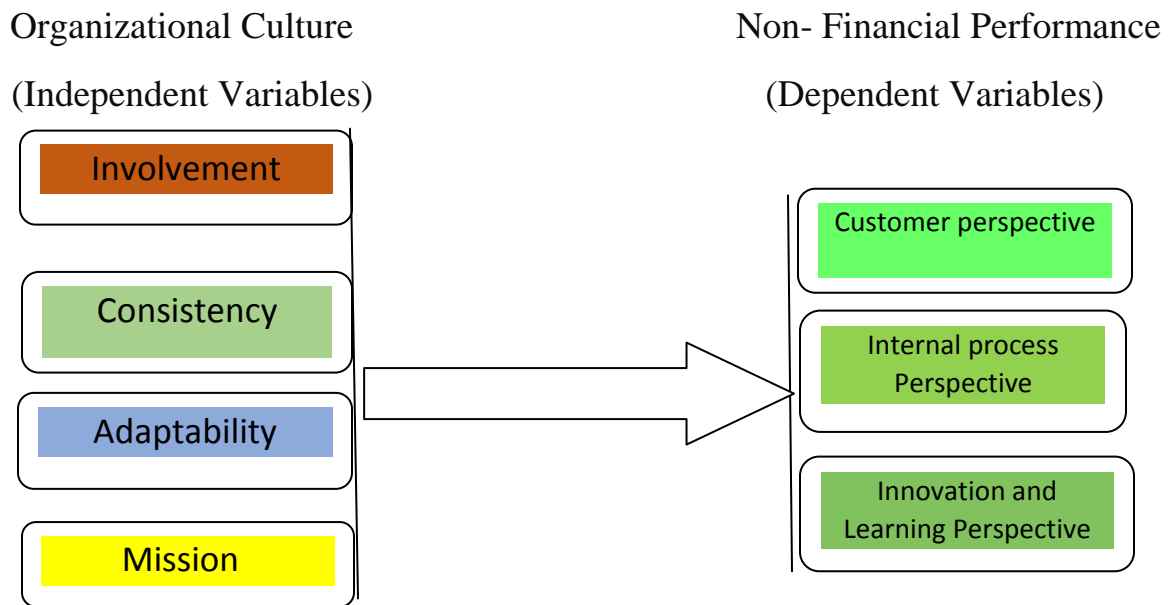 Organizational Culture
(Independent Variables)
Involvement
Consistency
Adaptability
Mission
Non- Financial Performance
(Dependent Variables)
Customer perspective
Internal process
Perspective
Innovation and
Learning Perspective